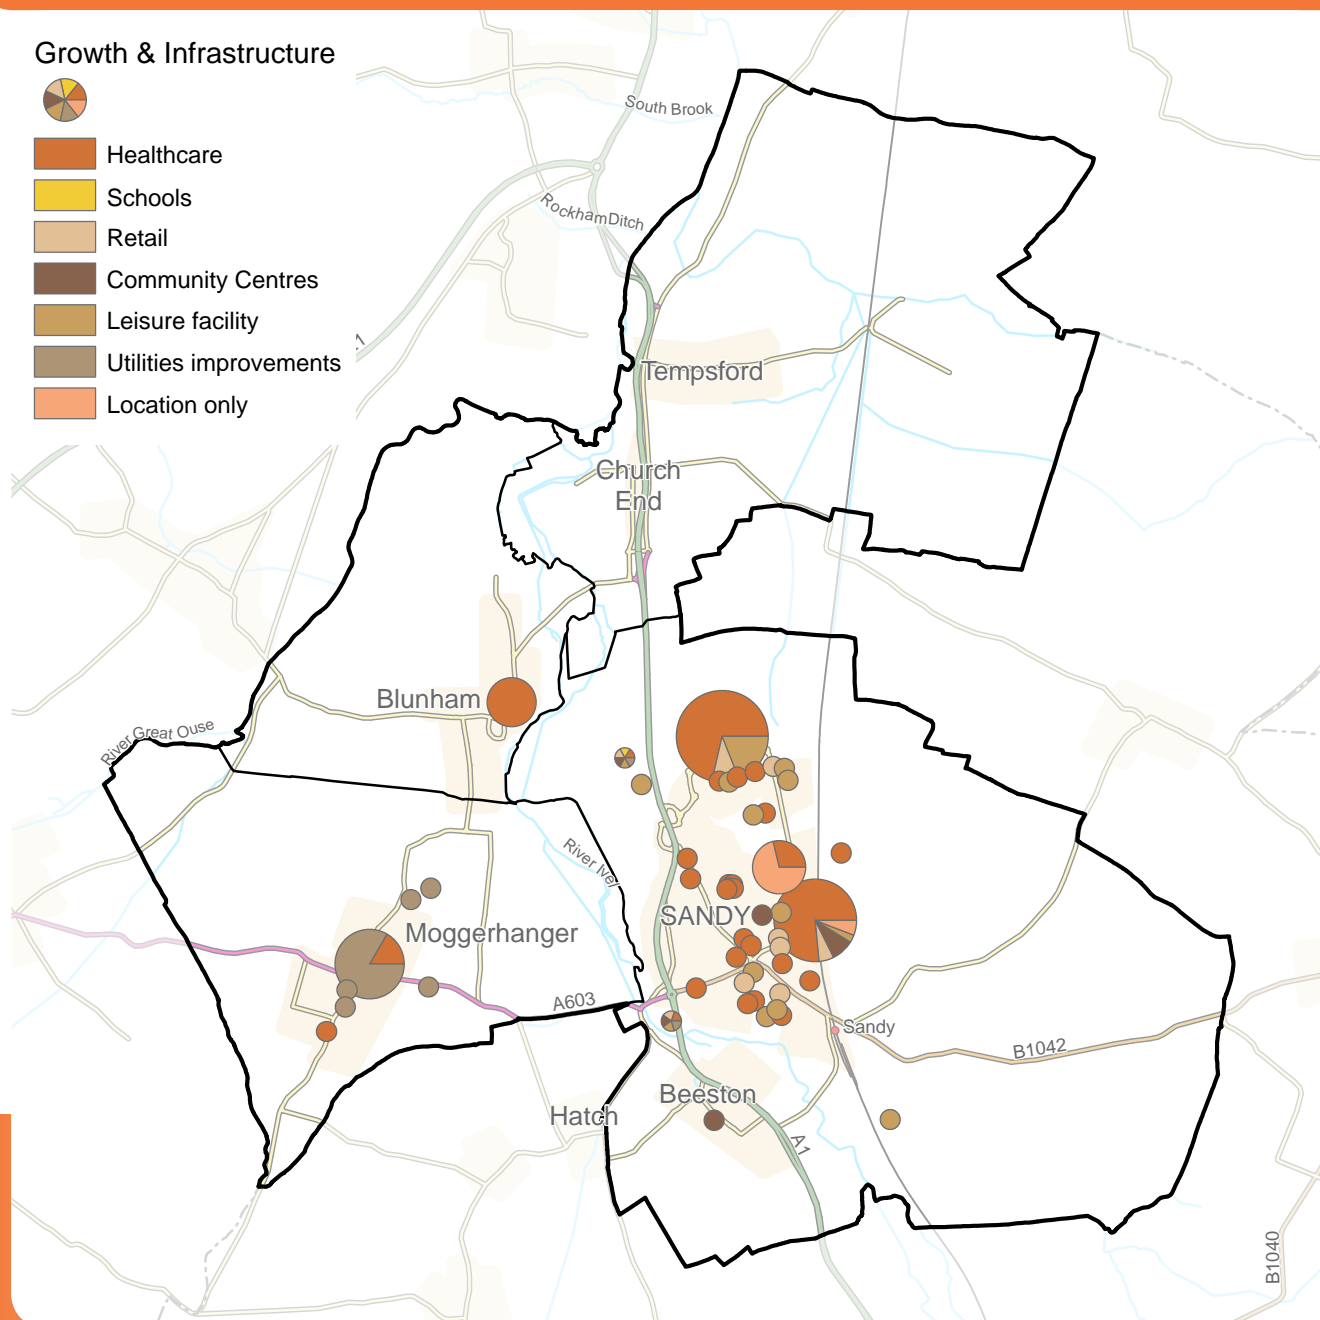 Growth & Infrastructure
Healthcare
Schools
Retail
Community Centres
Leisure facility
Utilities improvements
Location only
South Brook
RockhamDitch
Tempsford
Church
End
Blunham
River Great Ouse
River Ivel
SANDY
Moggerhanger
A603
Sandy
B1042
Beeston
Hatch
A1
B1040